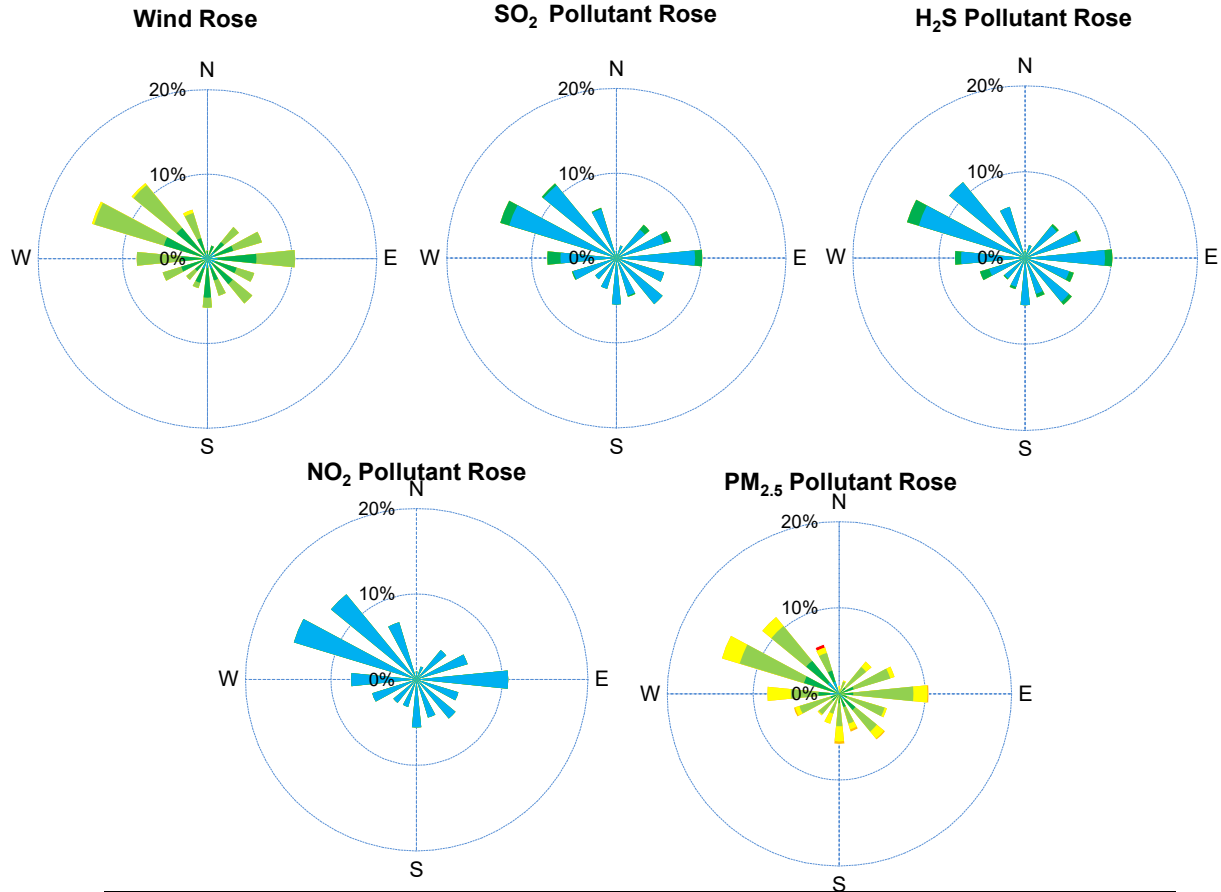 Wind Rose
SO₂ Pollutant Rose
H₂S Pollutant Rose
N
20%
10%
W
0%
E
S
N
20%
10%
W
0%
E
S
N
20%
10%
W
0%
E
S
NO₂ Pollutant Rose
PM₂.₅ Pollutant Rose
N
20%
10%
W
0%
E
S
N
20%
10%
W
0%
E
S